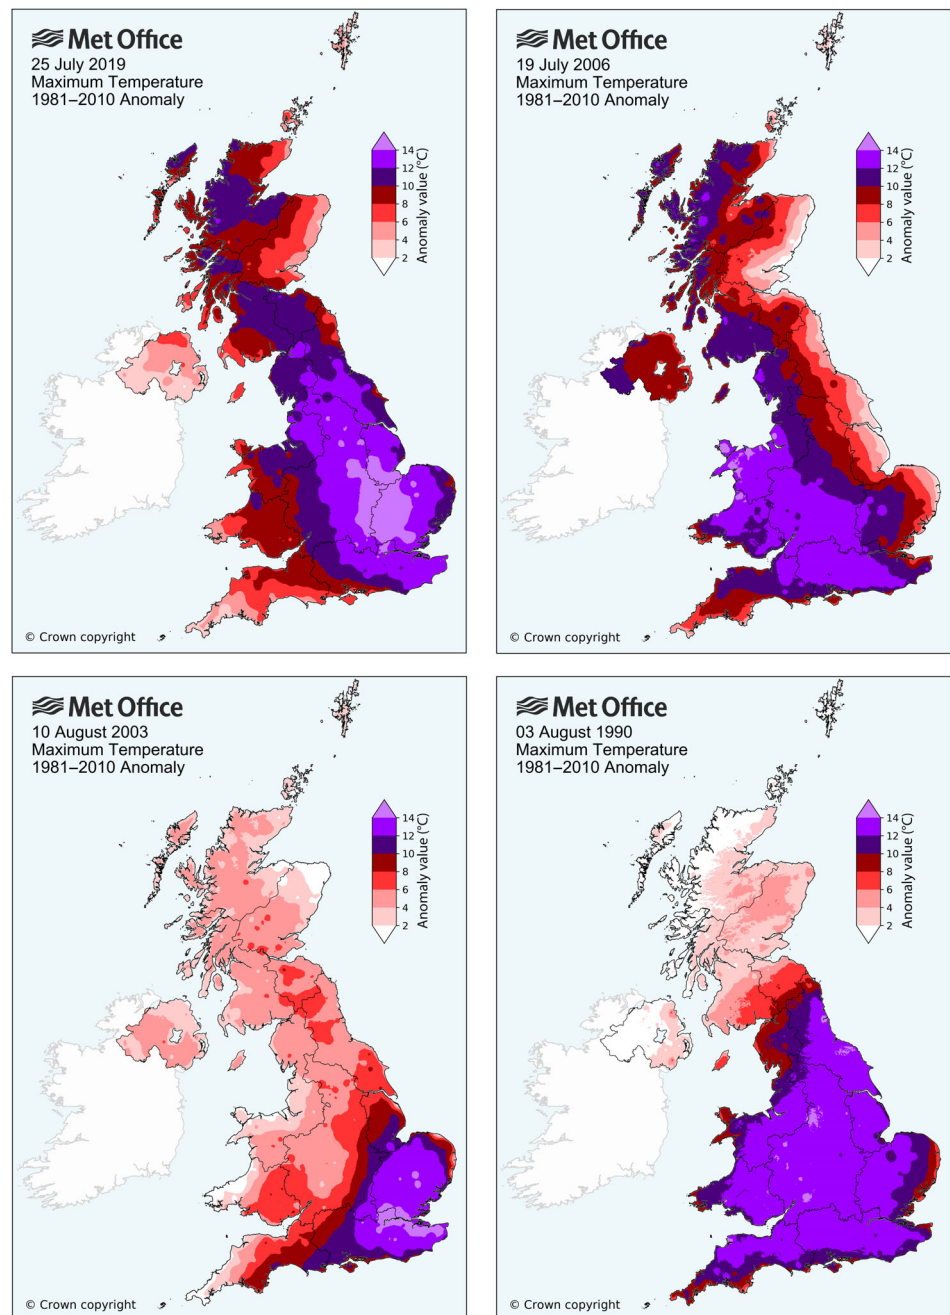 Met Office
25 July 2019
Maximum Temperature
1981–2010 Anomaly
14
12
10
8
6
4
2
Anomaly value (°C)
© Crown copyright
Met Office
19 July 2006
Maximum Temperature
1981–2010 Anomaly
14
12
10
8
6
4
2
Anomaly value (°C)
© Crown copyright
Met Office
10 August 2003
Maximum Temperature
1981–2010 Anomaly
14
12
10
8
6
4
2
Anomaly value (°C)
© Crown copyright
Met Office
03 August 1990
Maximum Temperature
1981–2010 Anomaly
14
12
10
8
6
4
2
Anomaly value (°C)
© Crown copyright